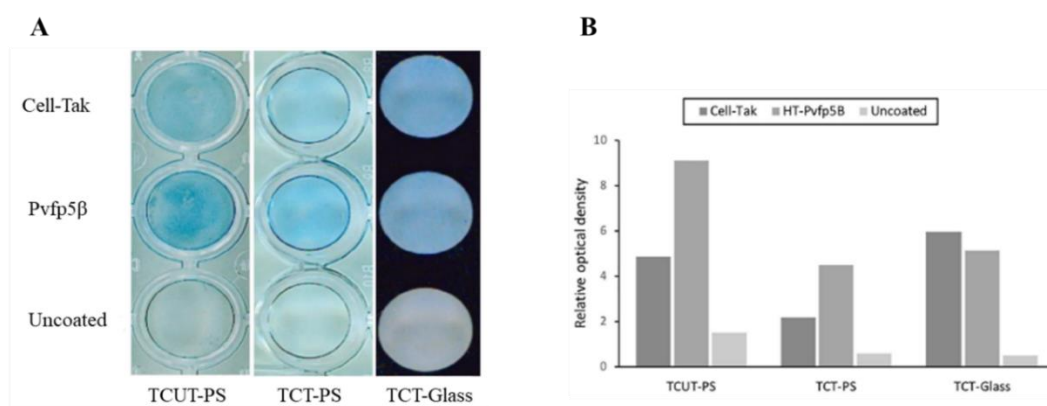 A
Cell-Tak
Pvfp5β
Uncoated
TCUT-PS TCT-PS TCT-Glass
B
Cell-Tak HT-Pvfp5B Uncoated
Relative optical density
10
8
6
4
2
0
TCUT-PS TCT-PS TCT-Glass